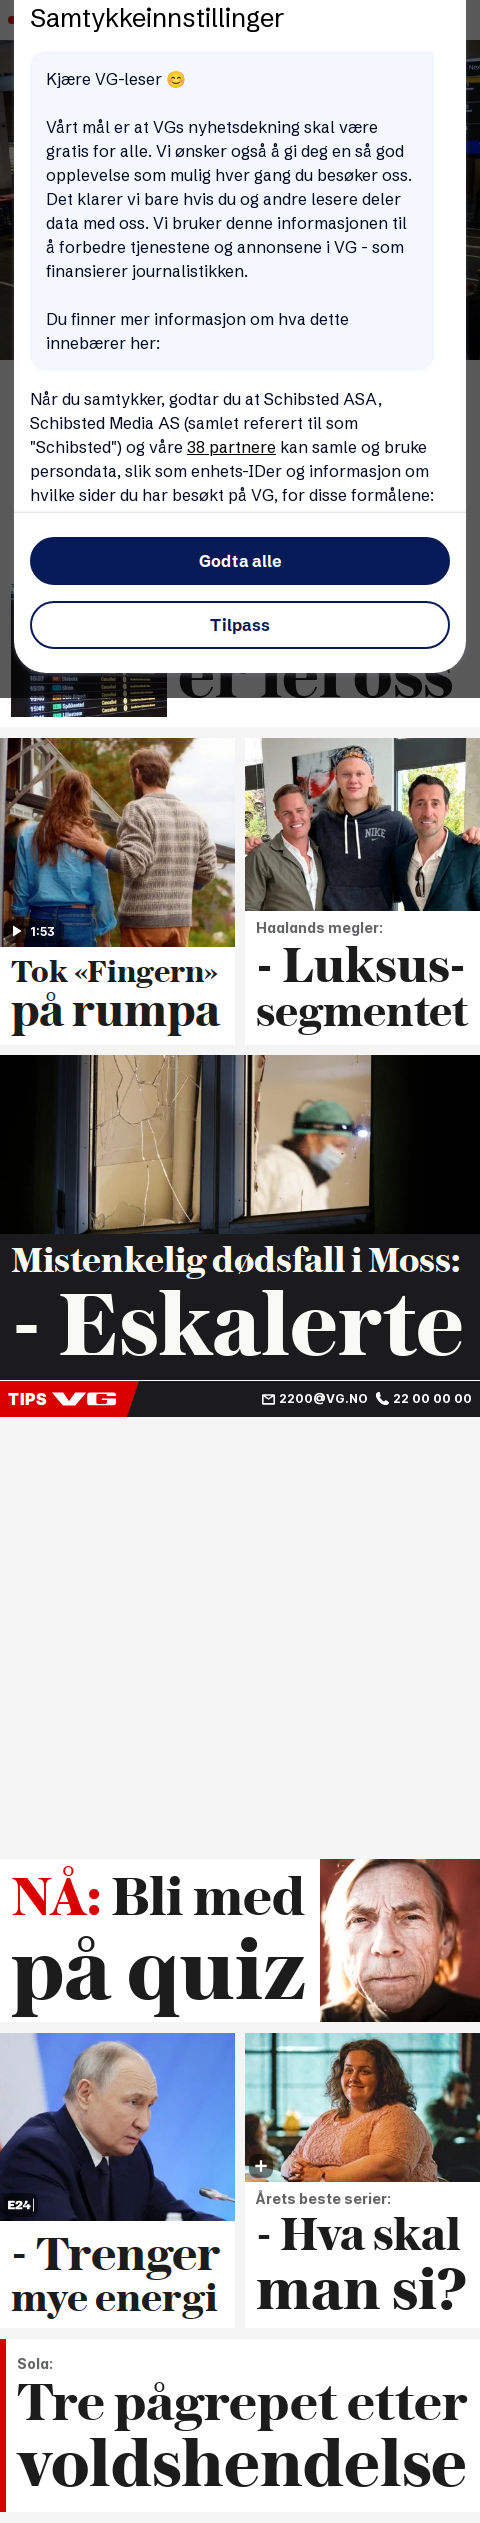 Samtykkeinnstillinger
Kjære VG-leser 😊
Vårt mål er at VGs nyhetsdekning skal være
gratis for alle. Vi ønsker også å gi deg en så god
opplevelse som mulig hver gang du besøker oss.
Det klarer vi bare hvis du og andre lesere deler
data med oss. Vi bruker denne informasjonen til
å forbedre tjenestene og annonsene i VG - som
finansierer journalistikken.
Du finner mer informasjon om hva dette
innebærer her:
Når du samtykker, godtar du at Schibsted ASA,
Schibsted Media AS (samlet referert til som
"Schibsted") og våre 38 partnere kan samle og bruke
persondata, slik som enhets-IDer og informasjon om
hvilke sider du har besøkt på VG, for disse formålene:
Godta alle
Tilpass
1:53
Tok «Fingern»
på rumpa
Haalands megler:
- Luksus-
segmentet
NIKE
Mistenkelig dødsfall i Moss:
- Eskalerte
TIPS VG
2200@VG.NO 22 00 00 00
NÅ: Bli med
på quiz
E24
- Trenger
mye energi
Årets beste serier:
- Hva skal
man si?
Sola:
Tre pågrepet etter
voldshendelse